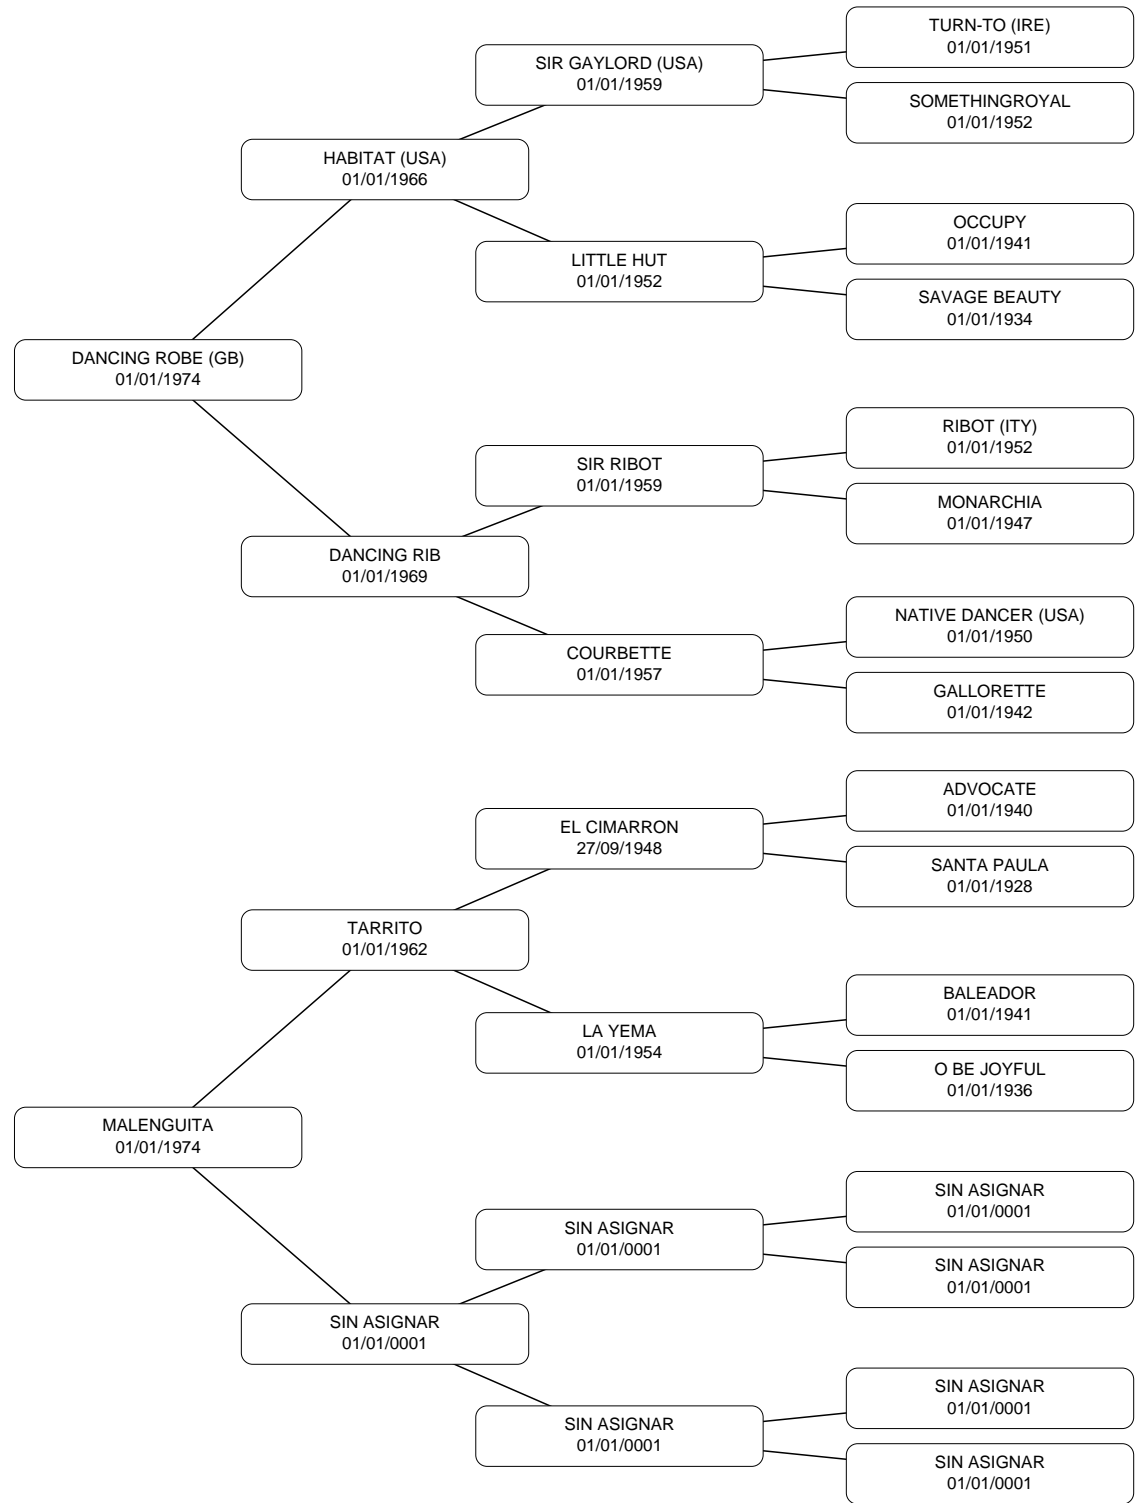 TURN-TO (IRE)
01/01/1951
SIR GAYLORD (USA)
01/01/1959
SOMETHINGROYAL
01/01/1952
HABITAT (USA)
01/01/1966
OCCUPY
01/01/1941
LITTLE HUT
01/01/1952
SAVAGE BEAUTY
01/01/1934
DANCING ROBE (GB)
01/01/1974
RIBOT (ITY)
01/01/1952
SIR RIBOT
01/01/1959
MONARCHIA
01/01/1947
DANCING RIB
01/01/1969
NATIVE DANCER (USA)
01/01/1950
COURBETTE
01/01/1957
GALLORETTE
01/01/1942
ADVOCATE
01/01/1940
EL CIMARRON
27/09/1948
SANTA PAULA
01/01/1928
TARRITO
01/01/1962
BALEADOR
01/01/1941
LA YEMA
01/01/1954
O BE JOYFUL
01/01/1936
MALENGUITA
01/01/1974
SIN ASIGNAR
01/01/0001
SIN ASIGNAR
01/01/0001
SIN ASIGNAR
01/01/0001
SIN ASIGNAR
01/01/0001
SIN ASIGNAR
01/01/0001
SIN ASIGNAR
01/01/0001
SIN ASIGNAR
01/01/0001